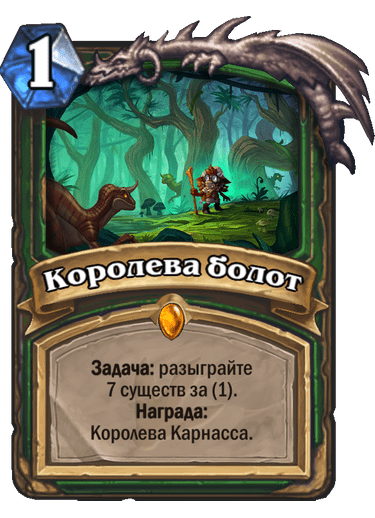 1
Королева болот
Задача: разыграйте
7 существ за (1).
Награда:
Королева Карнасса.